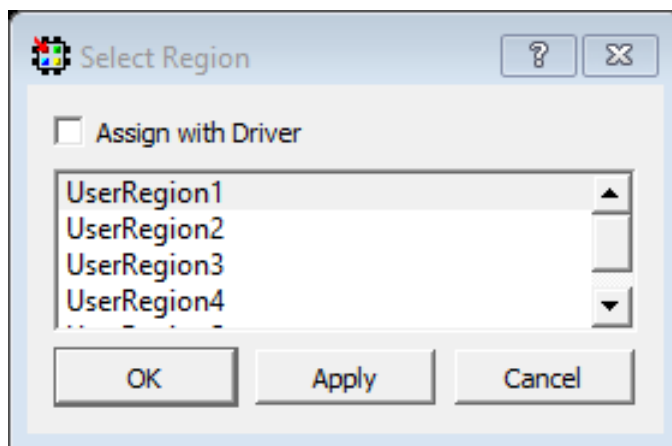 Select Region
Assign with Driver
UserRegion1
UserRegion2
UserRegion3
UserRegion4
OK Apply Cancel